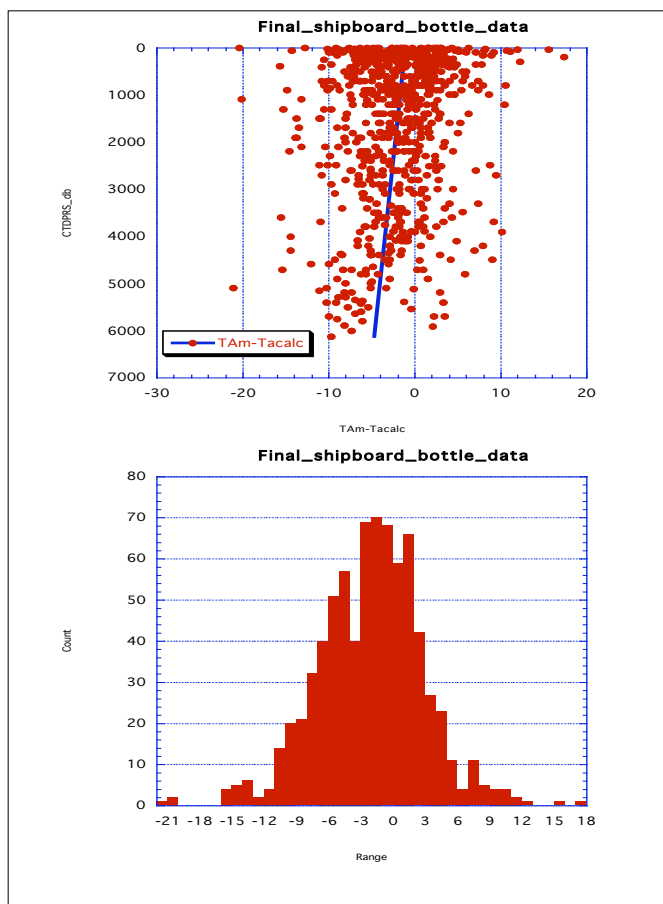 Final_shipboard_bottle_data
0
1000
2000
3000
4000
5000
6000
7000
CTDPRS_db
TAm-Tacalc
-30 -20 -10 0 10 20
TAm-Tacalc
Final_shipboard_bottle_data
80
70
60
50
40
30
20
10
0
Count
-21 -18 -15 -12 -9 -6 -3 0 3 6 9 12 15 18
Range